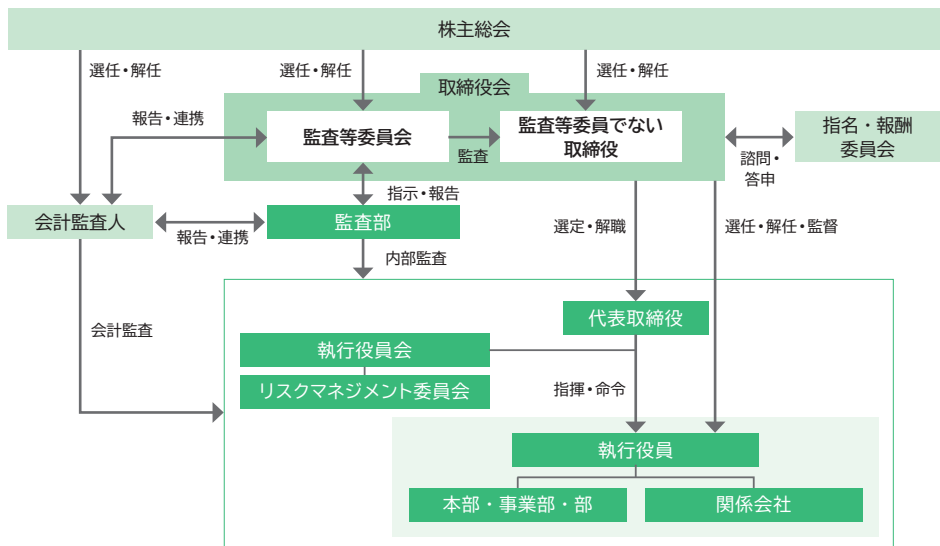 株主総会
選任・解任
選任・解任
選任・解任
取締役会
報告・連携
監査等委員会
監査
監査等委員でない
取締役
指名・報酬
委員会
諮問・
答申
指示・報告
会計監査人
報告・連携
監査部
選定・解職
選任・解任・監督
内部監査
代表取締役
会計監査
執行役員会
リスクマネジメント委員会
指揮・命令
執行役員
本部・事業部・部
関係会社